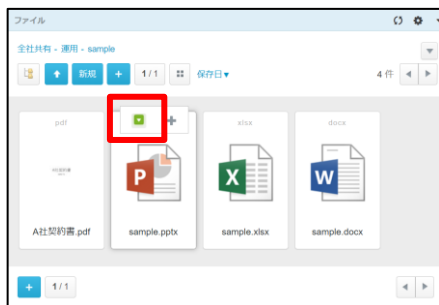 ファイル
全社共有 - 運用 - sample
新規 + 1/1 保存日▼ 4 件
pdf xlsx docx
A社契約書.pdf sample.pptx sample.xlsx sample.docx
+ 1/1